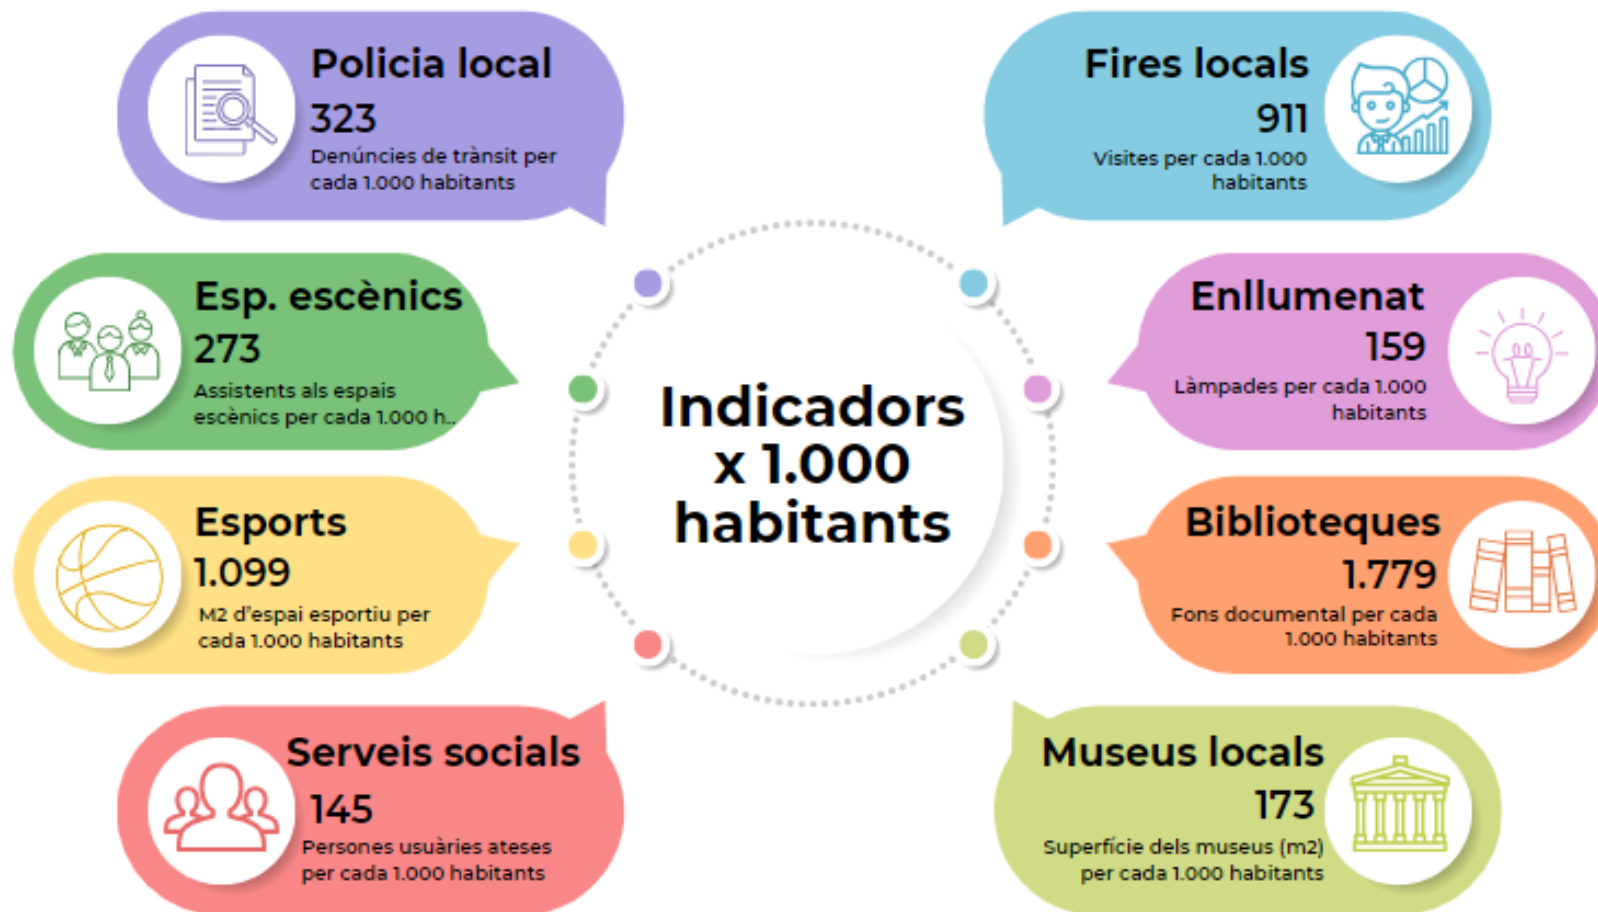 Policia local
323
Denúncies de trànsit per
cada 1.000 habitants
Fires locals
911
Visites per cada 1.000
habitants
Esp. escènics
273
Assistents als espais
escènics per cada 1.000 h..
Enllumenat
159
Làmpades per cada 1.000
habitants
Indicadors
x 1.000
habitants
Esports
1.099
M2 d'espai esportiu per
cada 1.000 habitants
Biblioteques
1.779
Fons documental per cada
1.000 habitants
Serveis socials
145
Persones usuàries ateses
per cada 1.000 habitants
Museus locals
173
Superfície dels museus (m2)
per cada 1.000 habitants